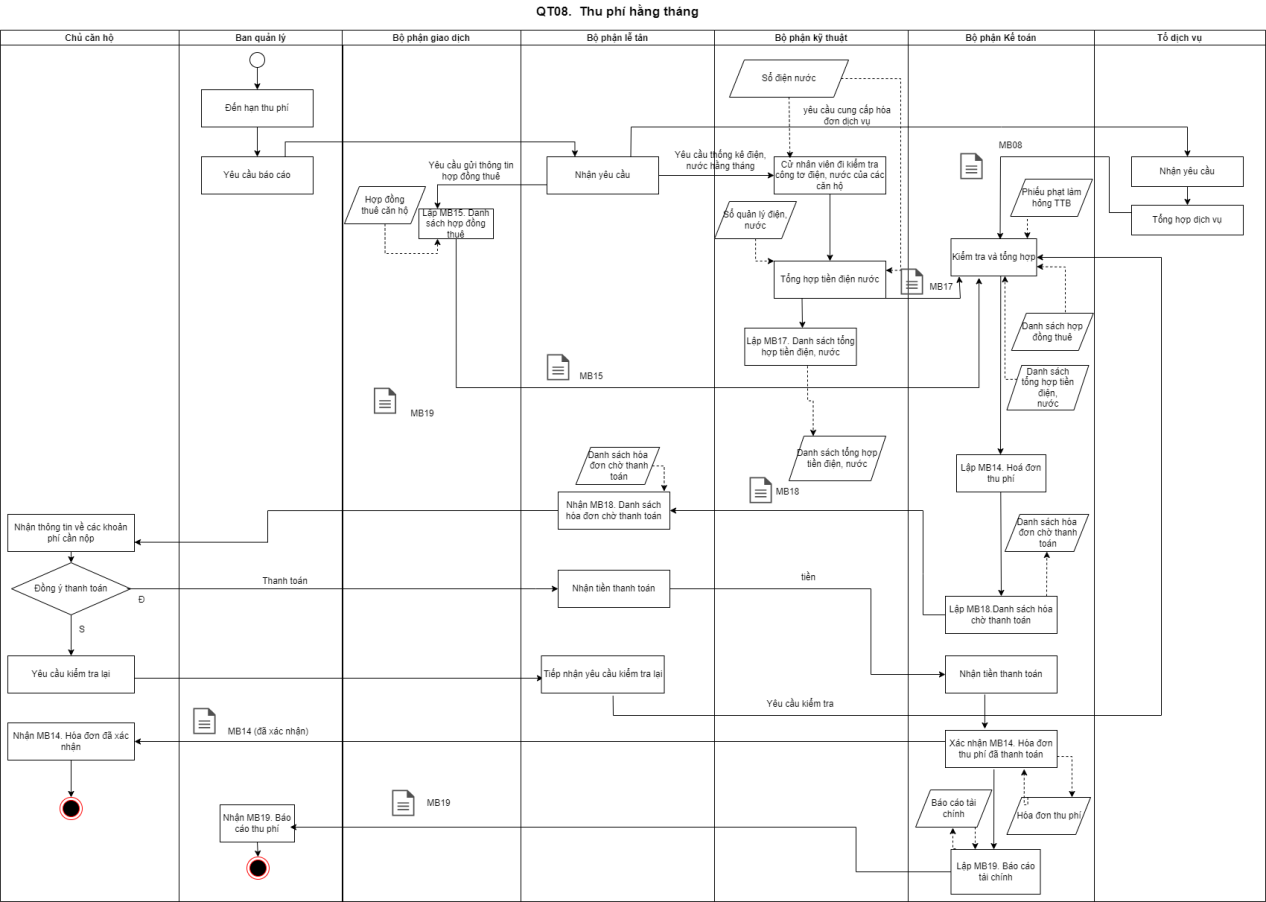 QT08. Thu phí hằng tháng
Chủ căn hộ
Ban quản lý
Bộ phận giao dịch
Bộ phận lễ tân
Bộ phận kỹ thuật
Bộ phận Kế toán
Tổ dịch vụ
Đến hạn thu phí
Số điện nước
yêu cầu cung cấp hóa
đơn dịch vụ
MB08
Yêu cầu báo cáo
Yêu cầu gửi thông tin
hợp đồng thuê
Nhận yêu cầu
Yêu cầu thống kê điện,
nước hằng tháng
Cử nhân viên đi kiểm tra
công tơ điện, nước của các
căn hộ
Nhận yêu cầu
Hợp đồng
thuê căn hộ
Lập MB15. Danh
sách hợp đồng
thuê
Sổ quản lý điện,
nước
Phiếu phạt làm
hỏng TTB
Tổng hợp dịch vụ
Kiểm tra và tổng hợp
Tổng hợp tiền điện nước
MB17
Danh sách hợp
đồng thuê
Lập MB17. Danh sách tổng
hợp tiền điện, nước
MB15
Danh sách
tổng hợp tiền
điện,
nước
MB19
Danh sách hòa
đơn chờ thanh
toán
Danh sách tổng hợp
tiền điện, nước
Lập MB14. Hoá đơn
thu phí
MB18
Nhận MB18. Danh sách
hòa đơn chờ thanh toán
Nhận thông tin về các khoản
phí cần nộp
Danh sách hòa
đơn chờ thanh
toán
Đồng ý thanh toán
Đ
Thanh toán
Nhận tiền thanh toán
tiền
Lập MB18.Danh sách hòa
chờ thanh toán
S
Yêu cầu kiểm tra lại
Tiếp nhận yêu cầu kiểm tra lại
Nhận tiền thanh toán
Yêu cầu kiểm tra
MB14 (đã xác nhận)
Nhận MB14. Hóa đơn đã xác
nhận
Xác nhận MB14. Hóa đơn
thu phí đã thanh toán
MB19
Nhận MB19. Báo
cáo thu phí
Báo cáo tài
chính
Hòa đơn thu phí
Lập MB19. Báo cáo
tài chính